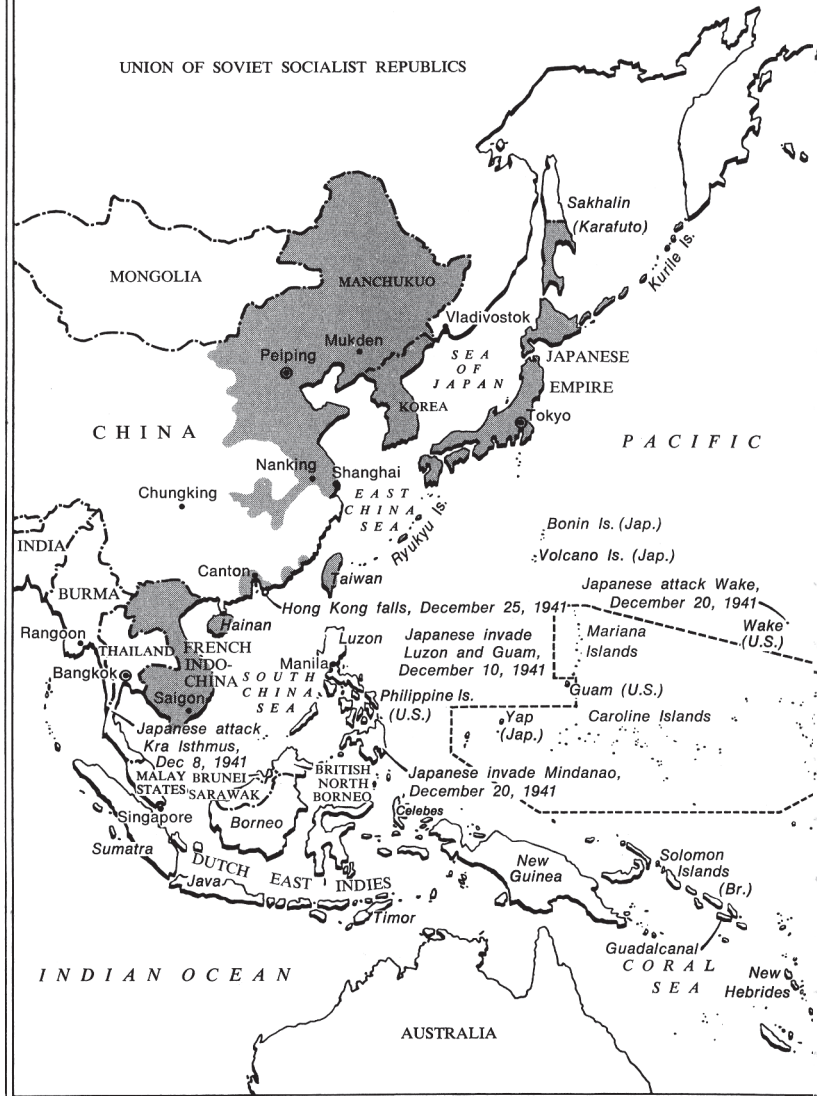 UNION OF SOVIET SOCIALIST REPUBLICS
Sakhalin
(Karafuto)
Kurile Is.
MONGOLIA
MANCHUKUO
Vladivostok
Mukden
Peiping
SEA
OF
JAPAN
JAPANESE
EMPIRE
KOREA
Tokyo
CHINA
PACIFIC
Nanking
Shanghai
Chungking
EAST
CHINA
SEA
Ryukyu Is.
Bonin Is. (Jap.)
Volcano Is. (Jap.)
INDIA
Canton
Taiwan
BURMA
Japanese attack Wake,
December 20, 1941
Hong Kong falls, December 25, 1941
Hainan
Wake
(U.S.)
Rangoon
THAILAND
FRENCH
INDO-
CHINA
Luzon
Japanese invade
Luzon and Guam,
December 10, 1941
Mariana
Islands
Manila
Bangkok
SOUTH
CHINA
SEA
Saigon
Philippine Is.
(U.S.)
Guam (U.S.)
Yap
(Jap.)
Caroline Islands
Japanese attack
Kra Isthmus,
Dec 8, 1941
MALAY
STATES
BRUNEI
SARAWAK
BRITISH
NORTH
BORNEO
Japanese invade Mindanao,
December 20, 1941
Singapore
Celebes
Borneo
Sumatra
DUTCH EAST INDIES
Java
New
Guinea
Solomon
Islands
(Br.)
Timor
Guadalcanal
INDIAN OCEAN
CORAL
SEA
New
Hebrides
AUSTRALIA